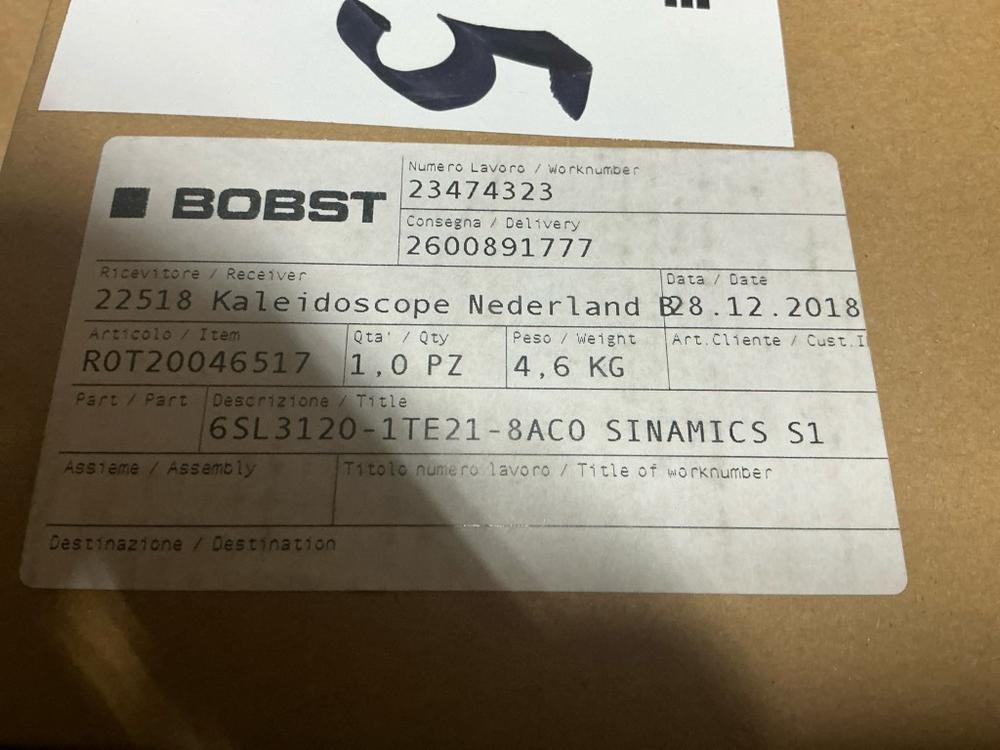 5
BOBST
Numero Lavoro / Worknumber
23474323
Consegna / Delivery
2600891777
Ricevitore / Receiver
22518 Kaleidoscope Nederland B
Data / Date
28.12.2018
Articolo / Item
ROT20046517
Qta' / Qty
1,0 PZ
Peso / Weight
4,6 KG
Art.Cliente / Cust.I
Part / Part
Descrizione / Title
6SL3120-1TE21-8AC0 SINAMICS S1
Assieme / Assembly
Titolo numero lavoro / Title of worknumber
Destinazione / Destination